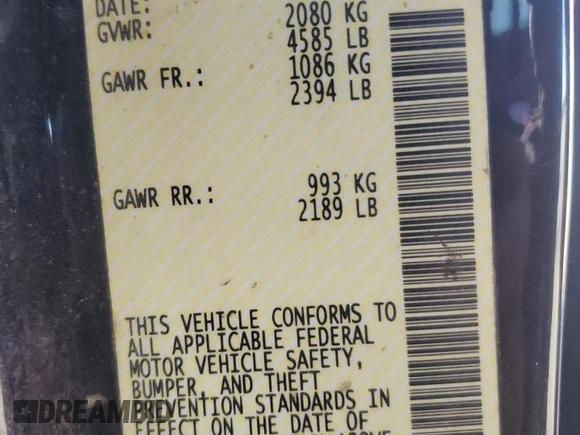 DATE:
GVWR: 2080 KG
4585 LB
GAWR FR.: 1086 KG
2394 LB
GAWR RR.: 993 KG
2189 LB
THIS VEHICLE CONFORMS TO
ALL APPLICABLE FEDERAL
MOTOR VEHICLE SAFETY,
BUMPER, AND THEFT
PREVENTION STANDARDS IN
EFFECT ON THE DATE OF
ABOVE
DREAMBID